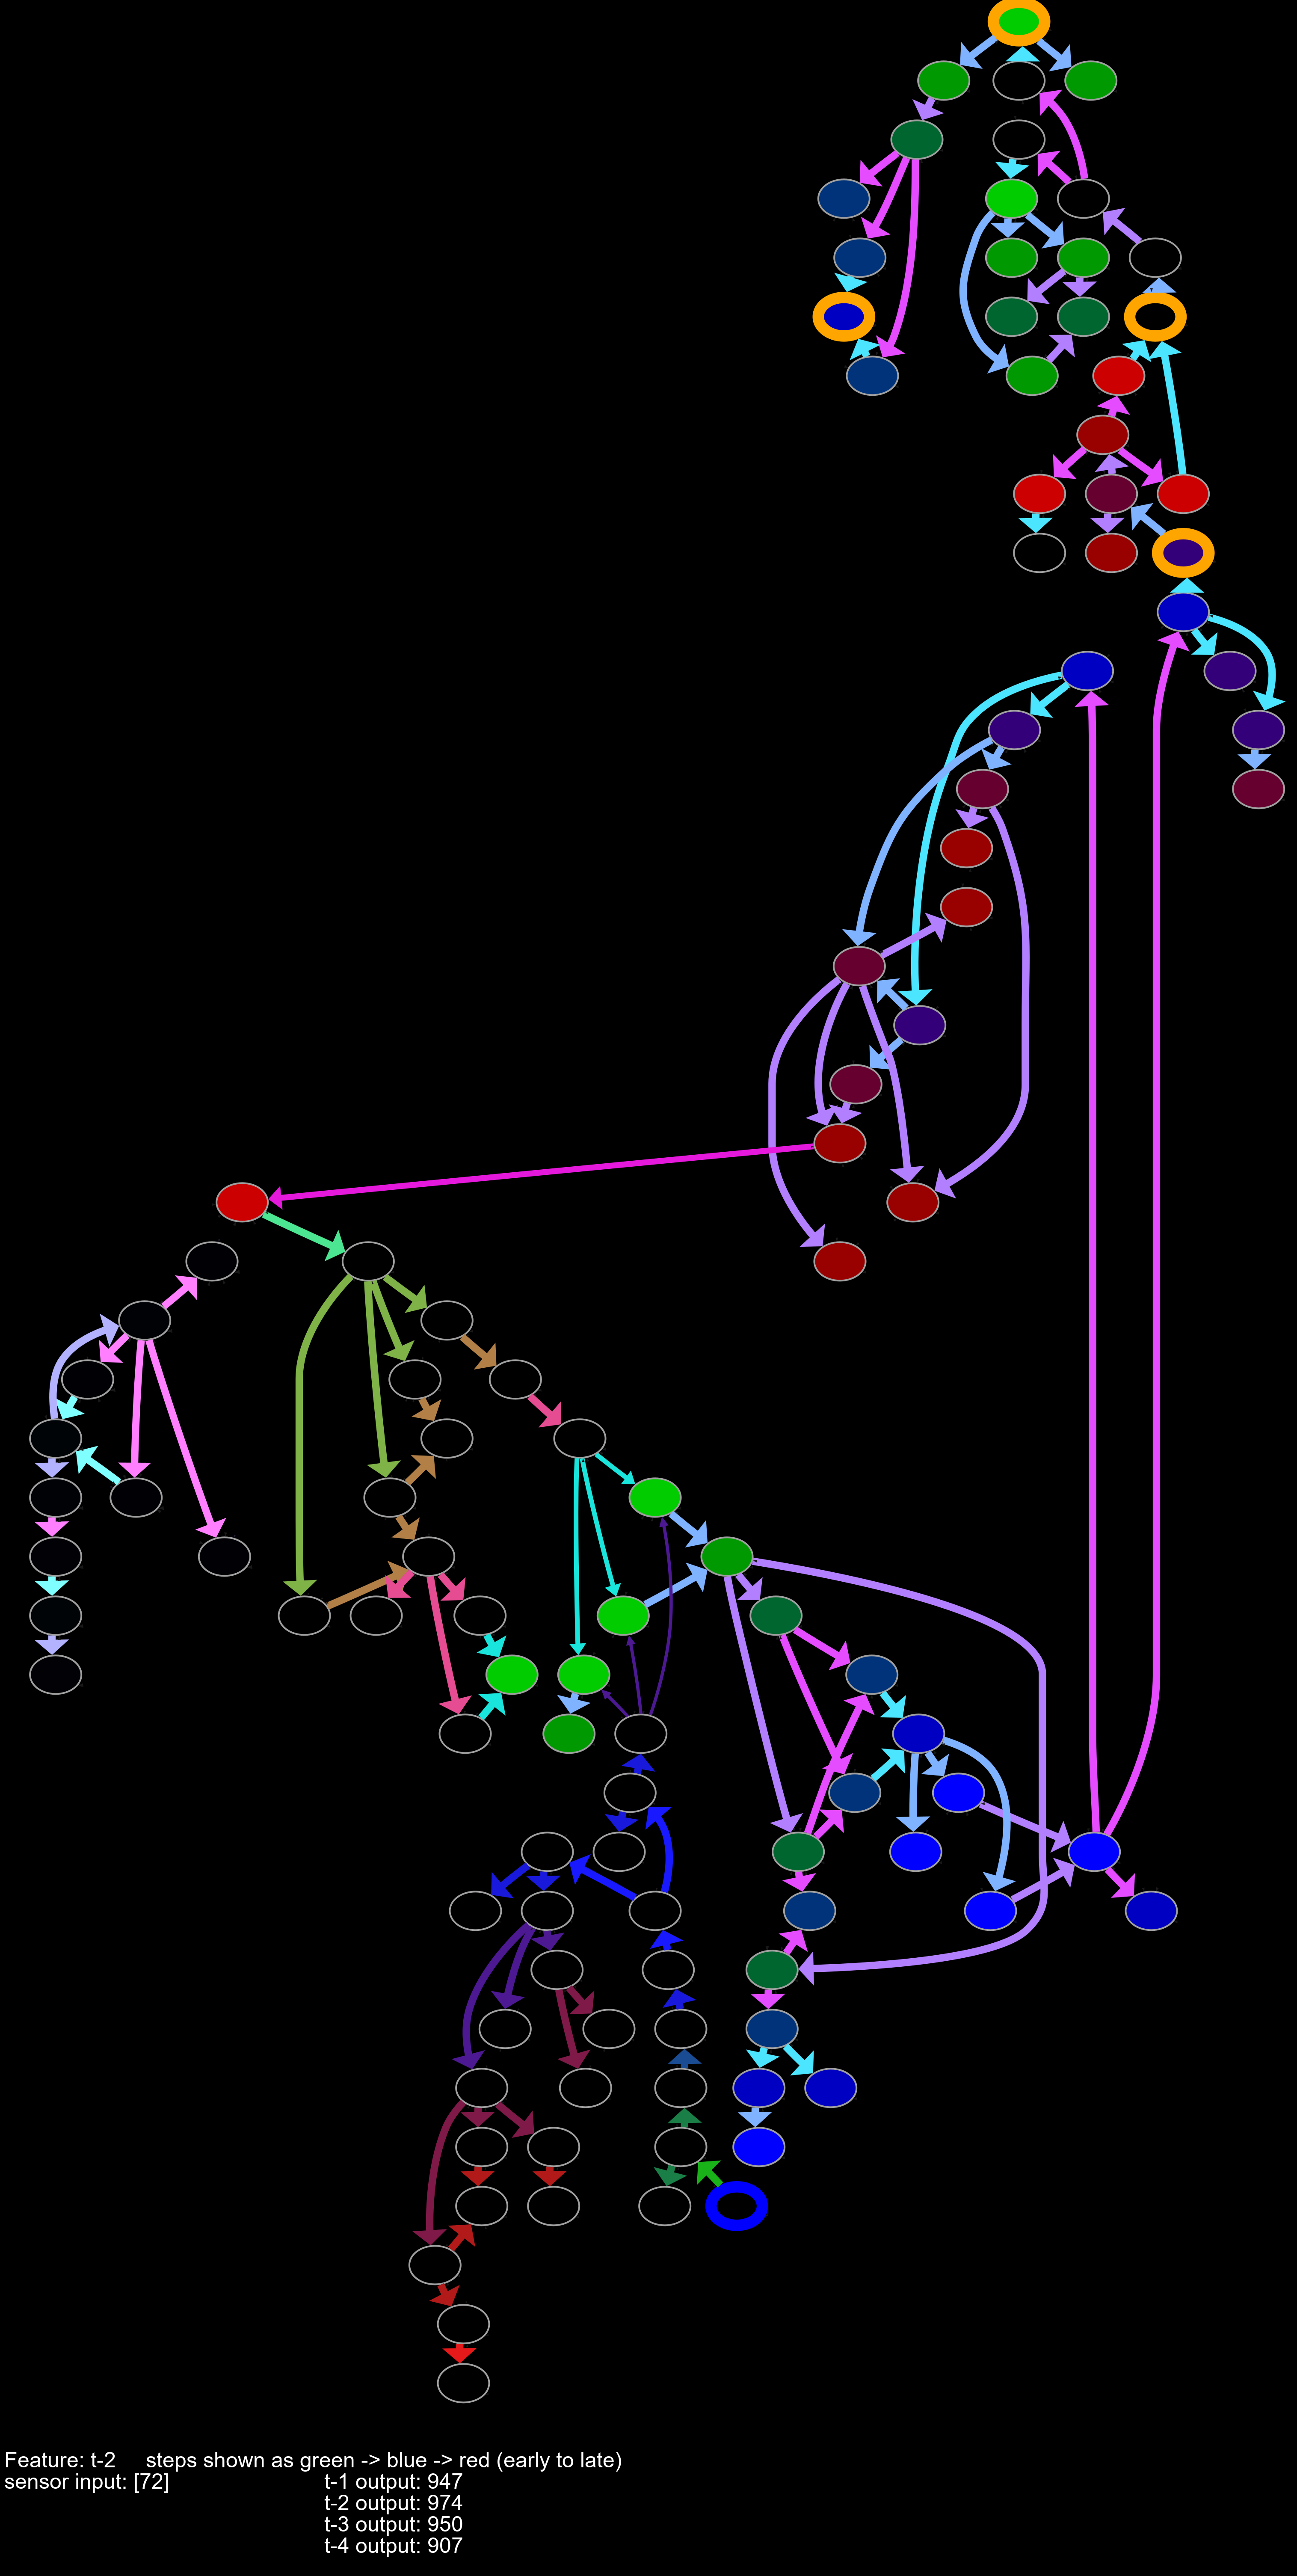 Feature: t-2 steps shown as green -> blue -> red (early to late)
sensor input: [72] t-1 output: 947
t-2 output: 974
t-3 output: 950
t-4 output: 907